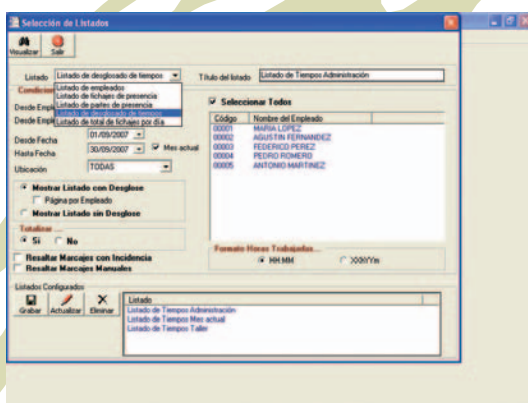 Selección de Listados
Visualizar Salir
Listado Listado de desglosado de tiempos Título del listado Listado de Tiempos Administración
Listado de empleados
Listado de fichajes de presencia
Listado de partes de presencia
Listado de desglosado de tiempos
Listado de total de fichajes por día
Condicion
Desde Emple
Desde Emple
Desde Fecha 01/09/2007 Mes actual
Hasta Fecha 30/09/2007
Ubicación TODAS
Seleccionar Todos
Código Nombre del Empleado
00001 MARIA LOPEZ
00002 AGUSTIN FERNANDEZ
00003 FEDERICO PEREZ
00004 PEDRO ROMERO
00005 ANTONIO MARTINEZ
Mostrar Listado con Desglose
Página por Empleado
Mostrar Listado sin Desglose
Totalizar ...
Si No
Resaltar Marcajes con Incidencia
Resaltar Marcajes Manuales
Formato Horas Trabajadas...
HH:MM
Listados Configurados
Grabar Actualizar Eliminar
Listado
Listado de Tiempos Administración
Listado de Tiempos Mes actual
Listado de Tiempos Taller